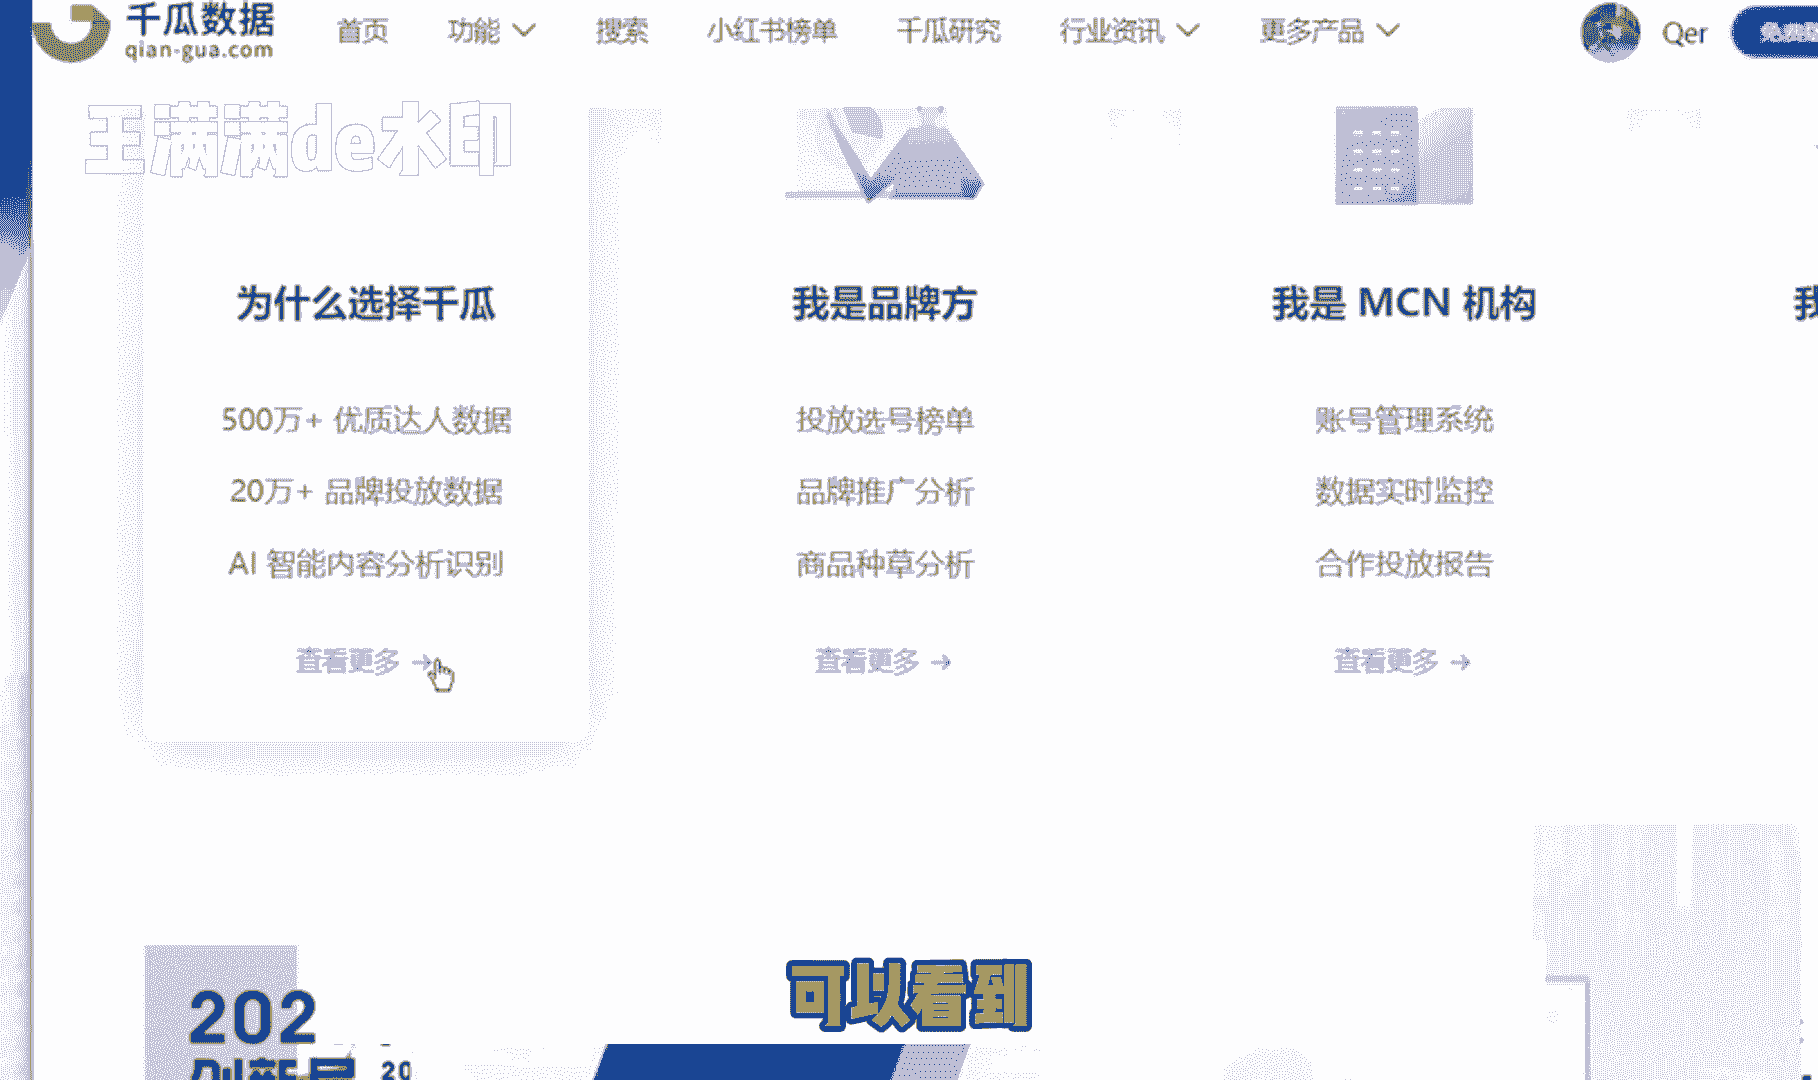 千瓜数据
qian-gua.com
首页 功能 搜索 小红书榜单 千瓜研究 行业资讯 更多产品 Qer
王满满de水印
为什么选择千瓜 我是品牌方 我是 MCN 机构
500万+ 优质达人数据 投放选号榜单 账号管理系统
20万+ 品牌投放数据 品牌推广分析 数据实时监控
AI 智能内容分析识别 商品种草分析 合作投放报告
查看更多 → 查看更多 → 查看更多 →
可以看到
202
20